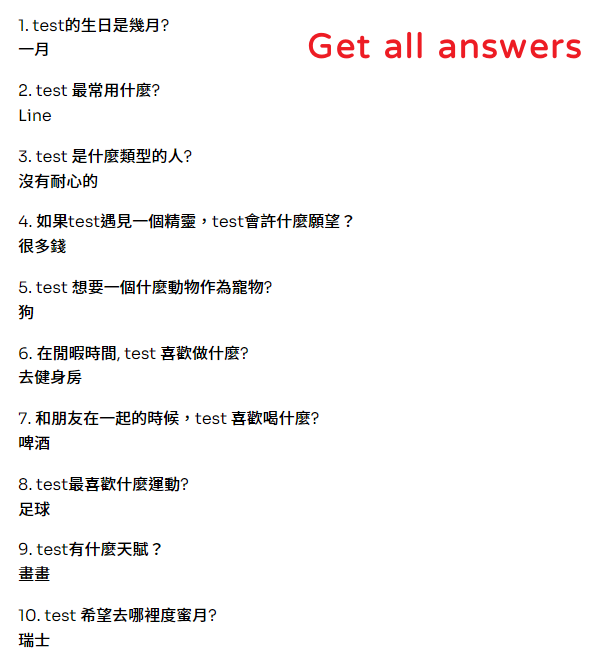 1. test的生日是幾月?
Get all answers
一月
2. test 最常用什麼?
Line
3. test 是什麼類型的人?
沒有耐心的
4. 如果test遇見一個精靈，test會許什麼願望？
很多錢
5. test 想要一個什麼動物作為寵物?
狗
6. 在閒暇時間, test 喜歡做什麼?
去健身房
7. 和朋友在一起的時候，test 喜歡喝什麼?
啤酒
8. test最喜歡什麼運動?
足球
9. test有什麼天賦？
畫畫
10. test 希望去哪裡度蜜月?
瑞士